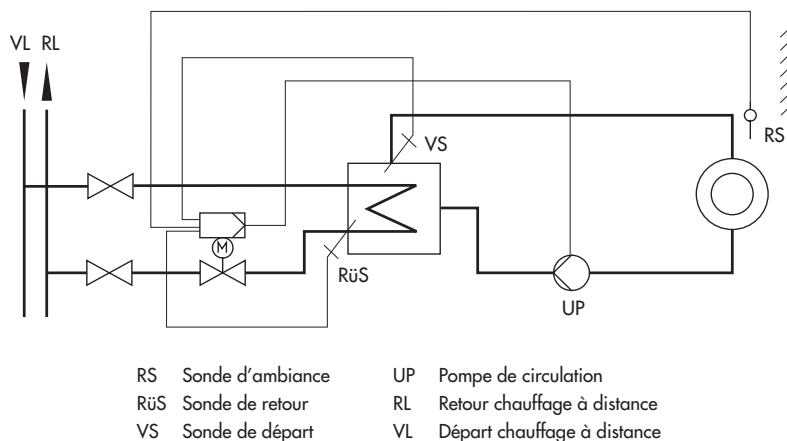 VL RL
RS
VS
M
RüS
UP
RS Sonde d'ambiance UP Pompe de circulation
RüS Sonde de retour RL Retour chauffage à distance
VS Sonde de départ VL Départ chauffage à distance